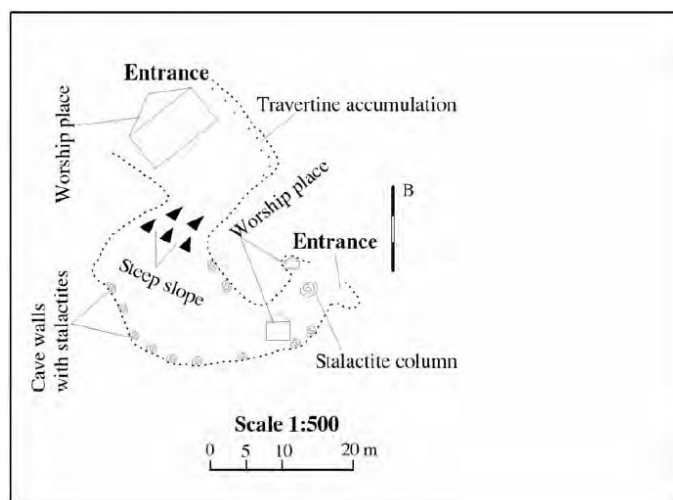 Entrance
Travertine accumulation
Worship place
Worship place
B
Entrance
Steep slope
Cave walls
with stalactites
Stalactite column
Scale 1:500
0 5 10 20 m